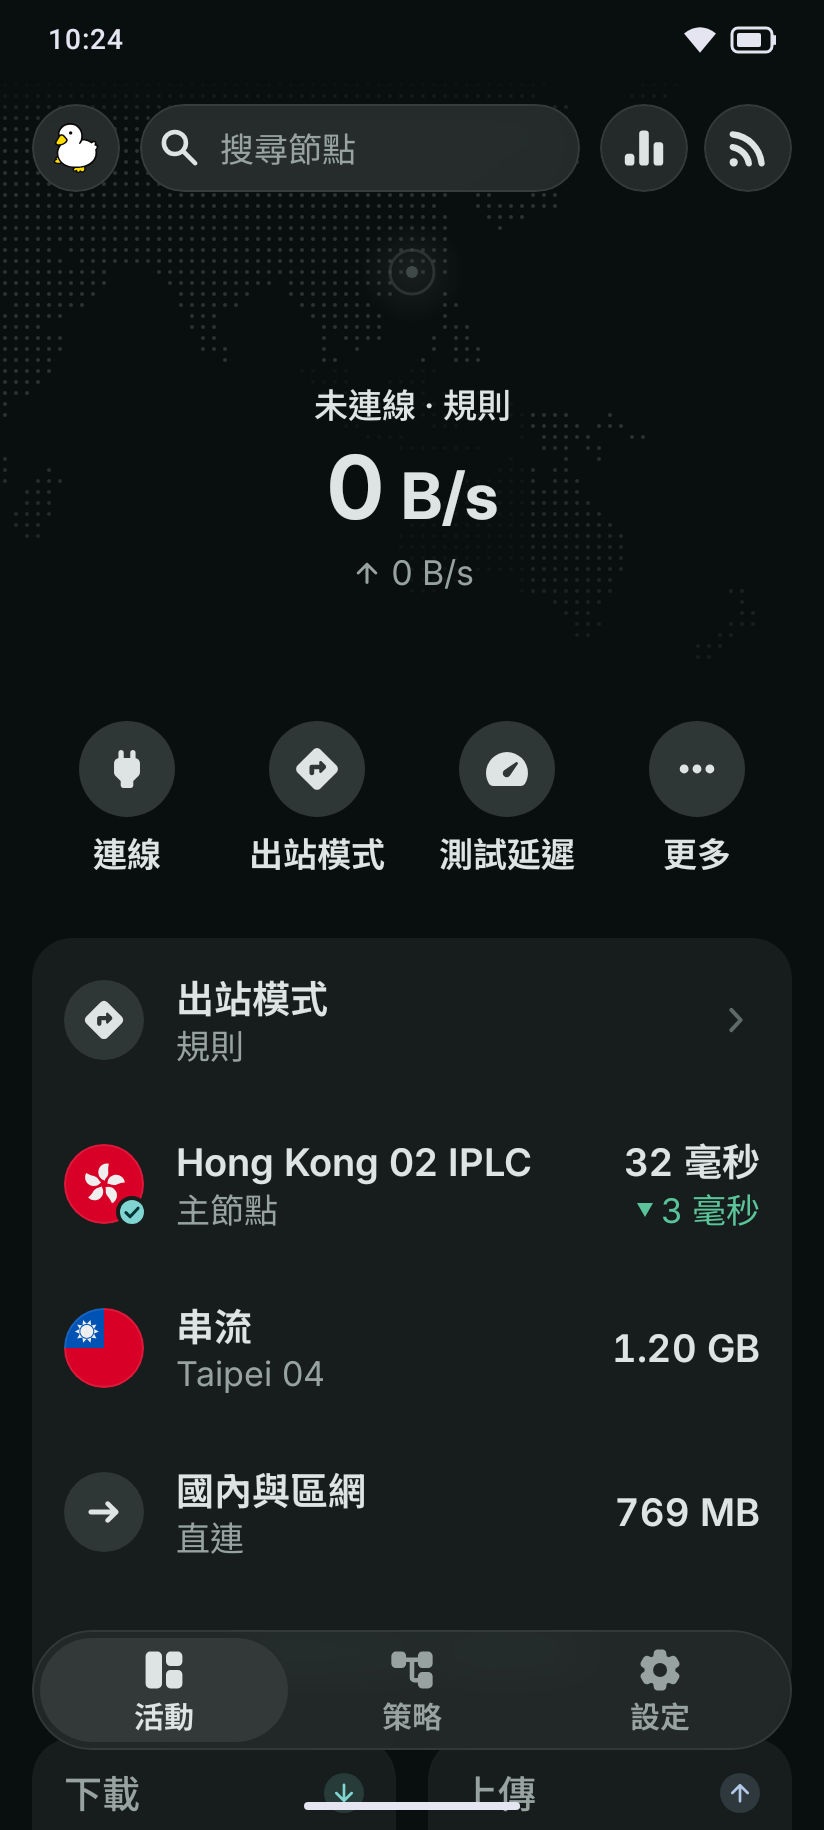 10:24
搜尋節點
未連線 · 規則
0 B/s
↑ 0 B/s
連線
出站模式
測試延遲
更多
出站模式
規則
Hong Kong 02 IPLC
32 毫秒
主節點
▼3 毫秒
串流
1.20 GB
Taipei 04
國內與區網
769 MB
直連
活動
策略
設定
下載
上傳